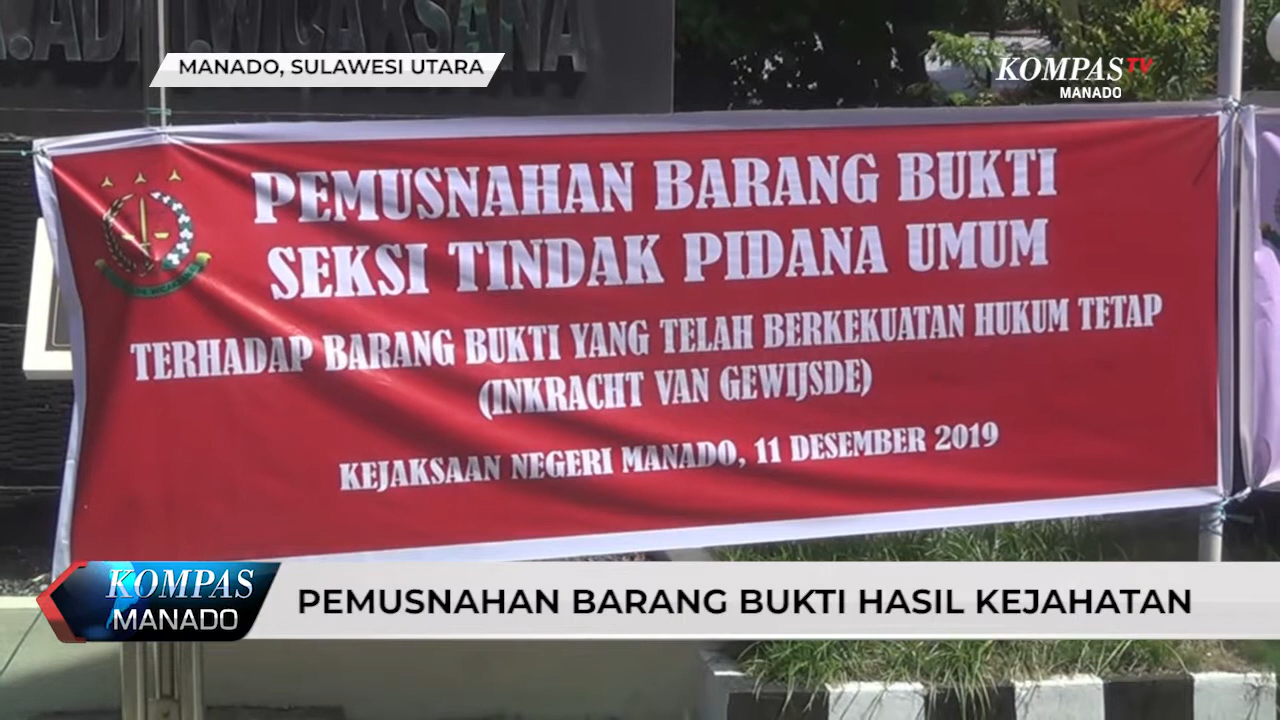 WICAKSANA
MANADO, SULAWESI UTARA
KOMPAS TV
MANADO
PEMUSNAHAN BARANG BUKTI
SEKSI TINDAK PIDANA UMUM
TERHADAP BARANG BUKTI YANG TELAH BERKEKUATAN HUKUM TETAP
(INKRACHT VAN GEWIJSDE)
KEJAKSAAN NEGERI MANADO, 11 DESEMBER 2019
KOMPAS
MANADO
PEMUSNAHAN BARANG BUKTI HASIL KEJAHATAN